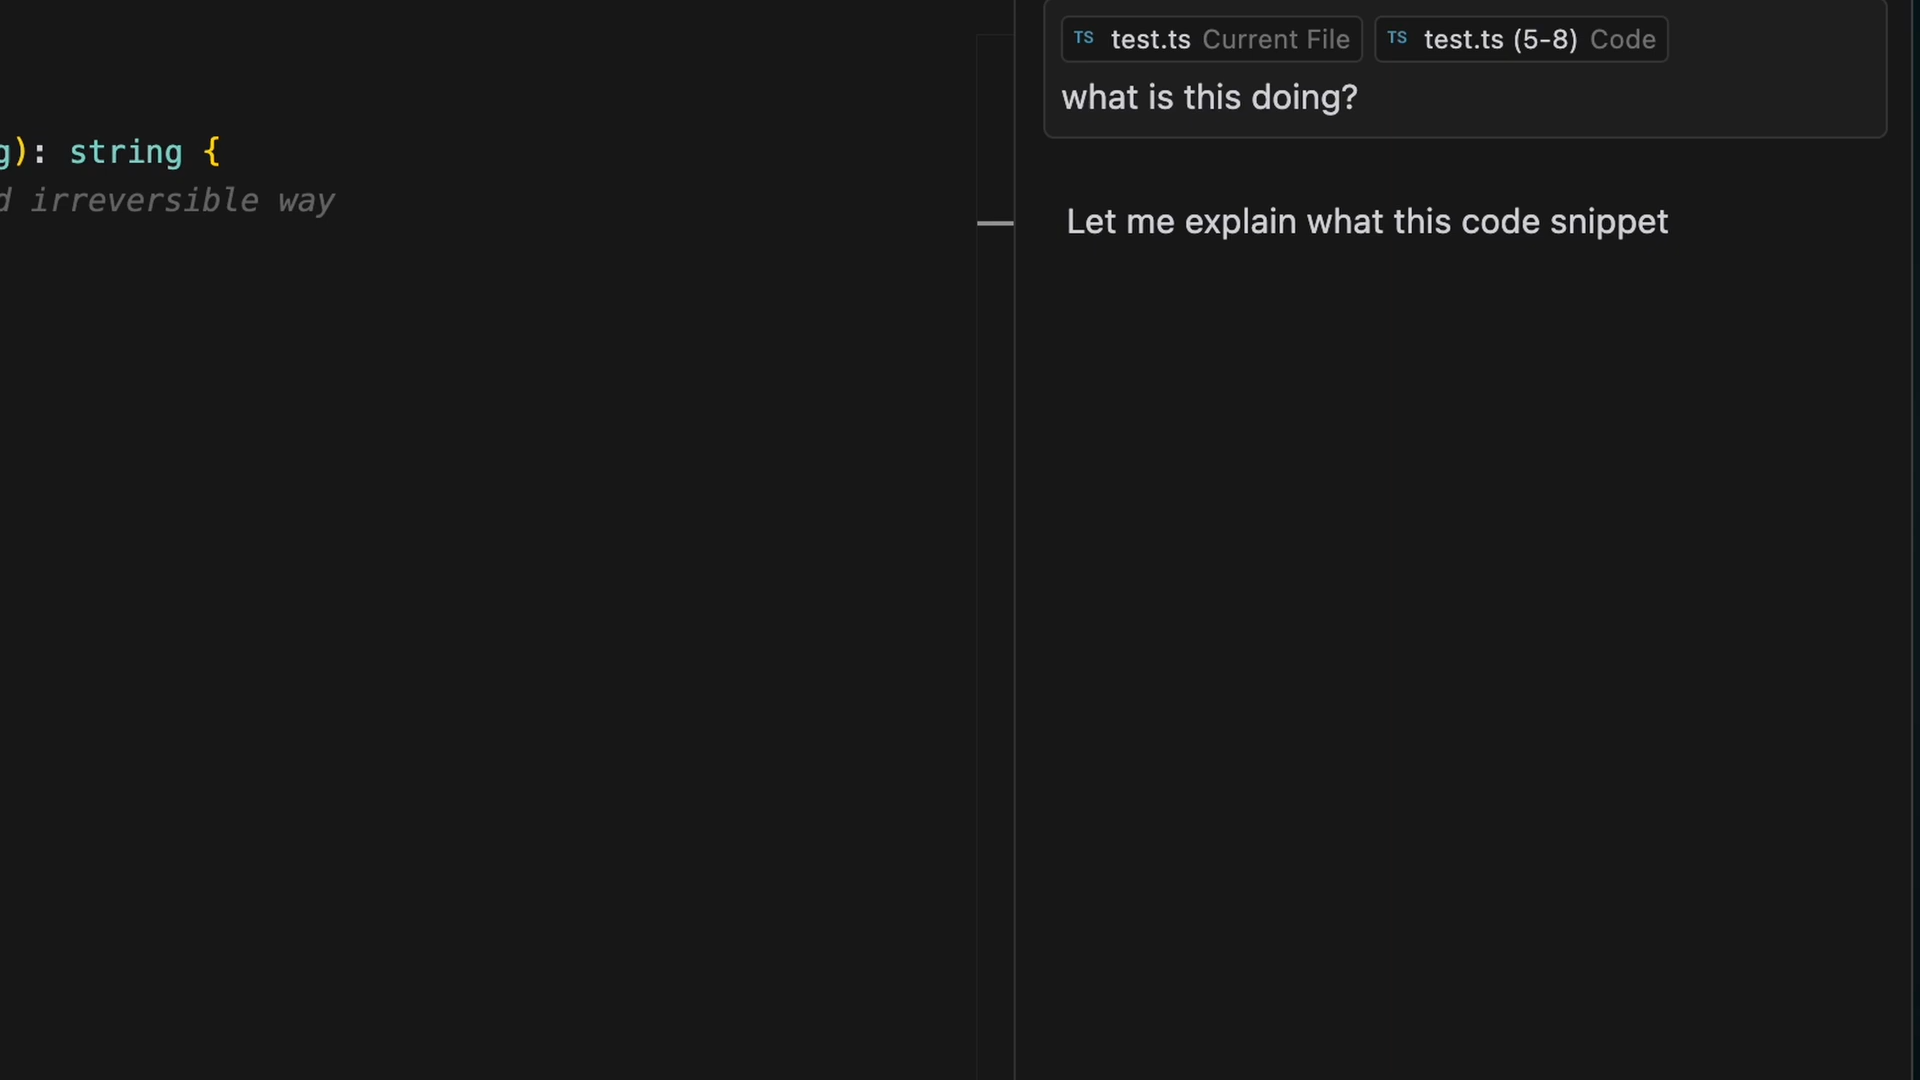 TS test.ts Current File TS test.ts (5-8) Code
what is this doing?
g): string {
d irreversible way
Let me explain what this code snippet